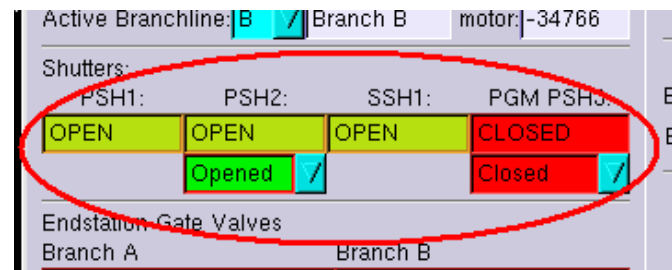 Active Branchline: B Branch B motor: -34766
Shutters:
PSH1: PSH2: SSH1: PGM PSH3:
OPEN OPEN OPEN CLOSED
Opened Closed
Endstation Gate Valves
Branch A Branch B